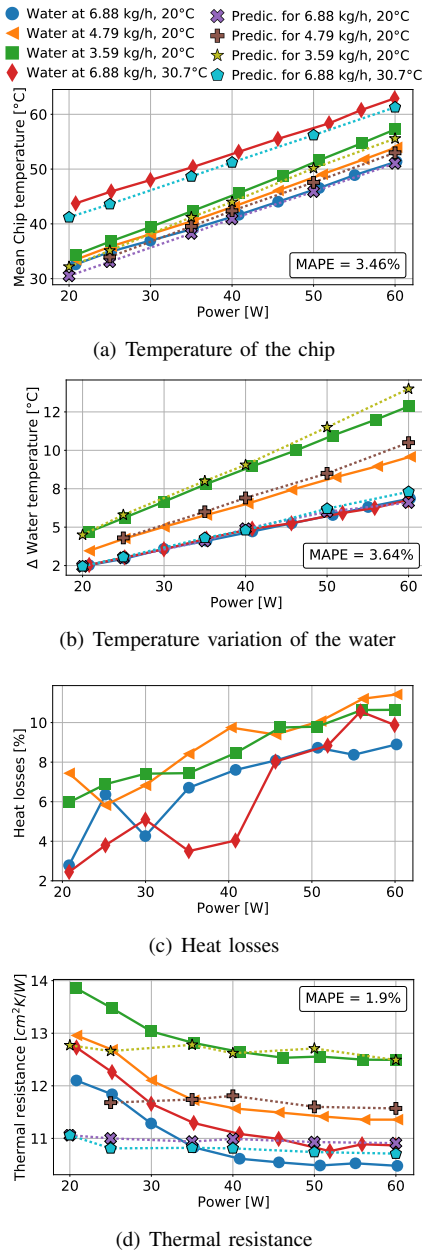 Water at 6.88 kg/h, 20°C
Water at 4.79 kg/h, 20°C
Water at 3.59 kg/h, 20°C
Water at 6.88 kg/h, 30.7°C
Predic. for 6.88 kg/h, 20°C
Predic. for 4.79 kg/h, 20°C
Predic. for 3.59 kg/h, 20°C
Predic. for 6.88 kg/h, 30.7°C
Mean Chip temperature [°C]
60
50
40
30
MAPE = 3.46%
20 30 40 50 60
Power [W]
(a) Temperature of the chip
Δ Water temperature [°C]
12
10
8
5
2
MAPE = 3.64%
20 30 40 50 60
Power [W]
(b) Temperature variation of the water
Heat losses [%]
10
8
6
4
2
20 30 40 50 60
Power [W]
(c) Heat losses
Thermal resistance [cm²K/W]
14
13
12
11
MAPE = 1.9%
20 30 40 50 60
Power [W]
(d) Thermal resistance